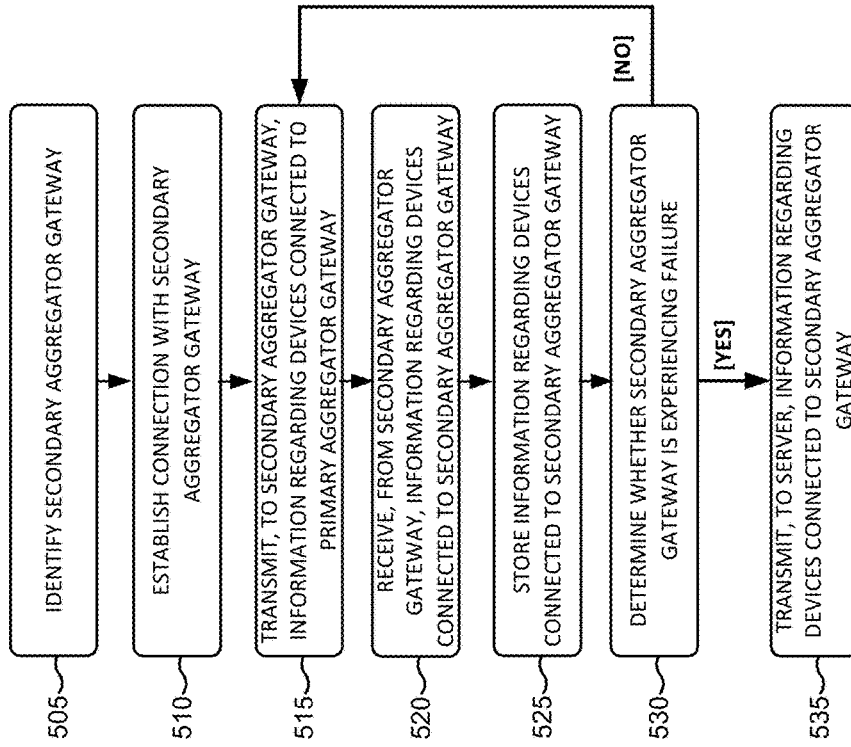 505
IDENTIFY SECONDARY AGGREGATOR GATEWAY
510
ESTABLISH CONNECTION WITH SECONDARY
AGGREGATOR GATEWAY
515
TRANSMIT, TO SECONDARY AGGREGATOR GATEWAY,
INFORMATION REGARDING DEVICES CONNECTED TO
PRIMARY AGGREGATOR GATEWAY
520
RECEIVE, FROM SECONDARY AGGREGATOR
GATEWAY, INFORMATION REGARDING DEVICES
CONNECTED TO SECONDARY AGGREGATOR GATEWAY
525
STORE INFORMATION REGARDING DEVICES
CONNECTED TO SECONDARY AGGREGATOR GATEWAY
530
DETERMINE WHETHER SECONDARY AGGREGATOR
GATEWAY IS EXPERIENCING FAILURE
[NO]
[YES]
535
TRANSMIT, TO SERVER, INFORMATION REGARDING
DEVICES CONNECTED TO SECONDARY AGGREGATOR
GATEWAY